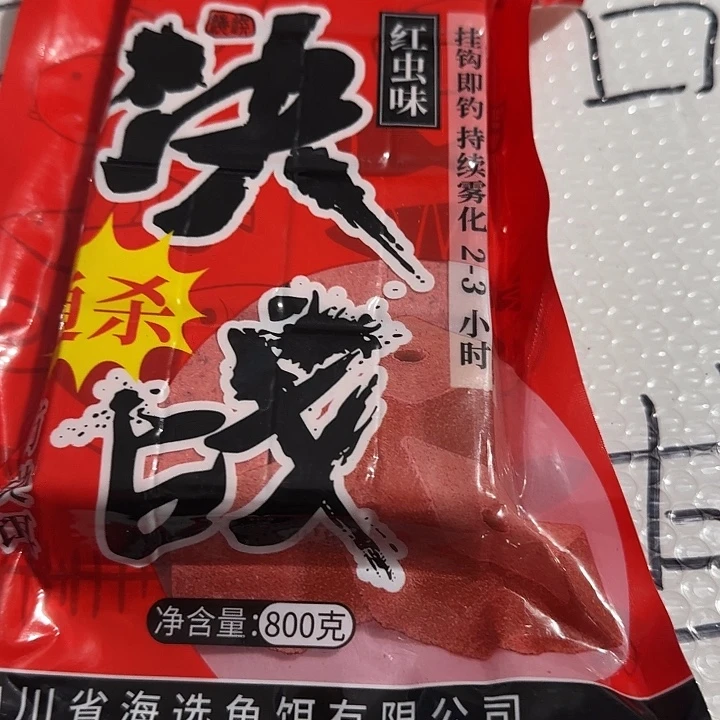 决战
红虫味
挂钩即钓 持续雾化 2-3 小时
杀
净含量:800克
川省海选鱼饵有限公司